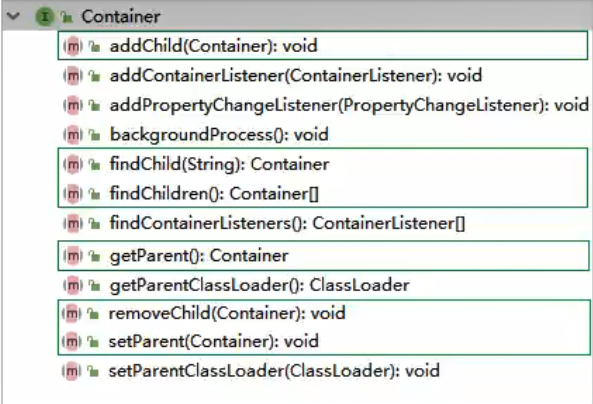 Container
addChild(Container): void
addContainerListener(ContainerListener): void
addPropertyChangeListener(PropertyChangeListener): void
backgroundProcess(): void
findChild(String): Container
findChildren(): Container[]
findContainerListeners(): ContainerListener[]
getParent(): Container
getParentClassLoader(): ClassLoader
removeChild(Container): void
setParent(Container): void
setParentClassLoader(ClassLoader): void